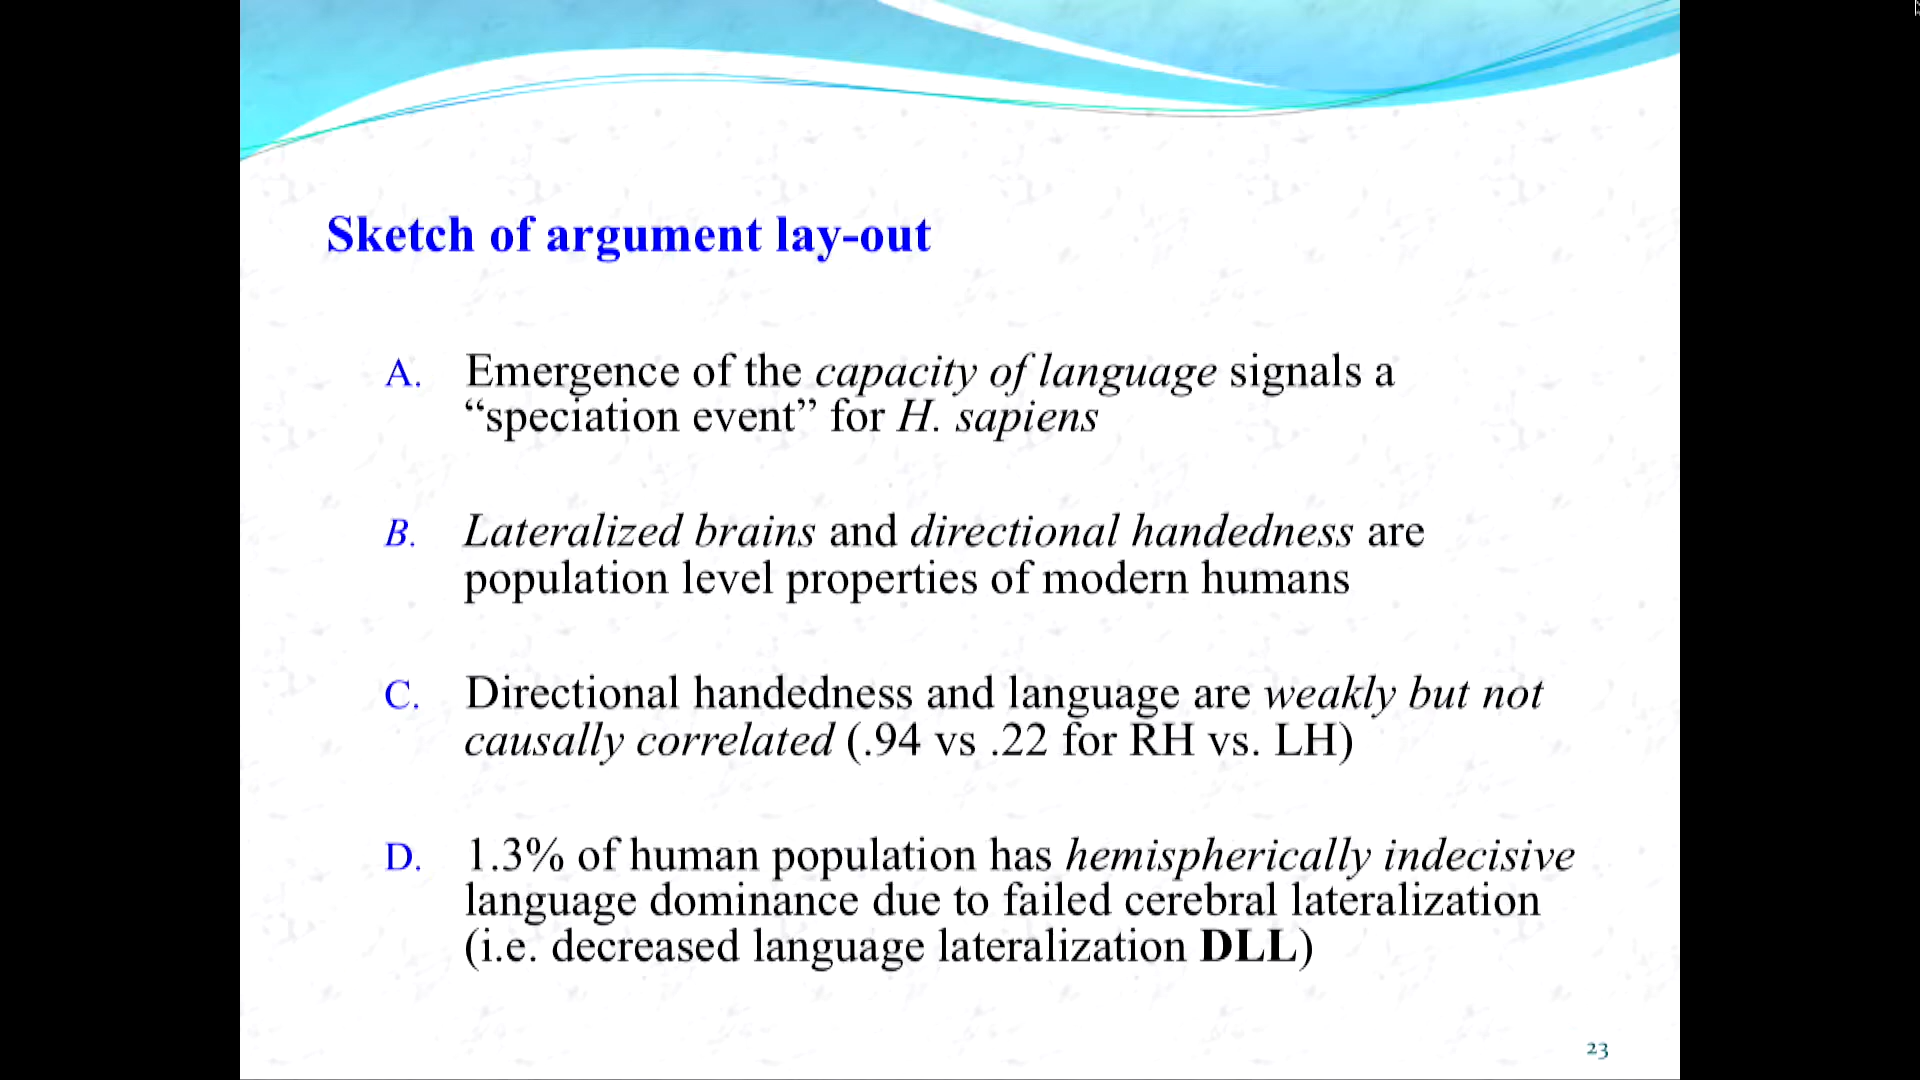 Sketch of argument lay-out
A. Emergence of the capacity of language signals a
“speciation event” for H. sapiens
B. Lateralized brains and directional handedness are
population level properties of modern humans
C. Directional handedness and language are weakly but not
causally correlated (.94 vs .22 for RH vs. LH)
D. 1.3% of human population has hemispherically indecisive
language dominance due to failed cerebral lateralization
(i.e. decreased language lateralization DLL)
23